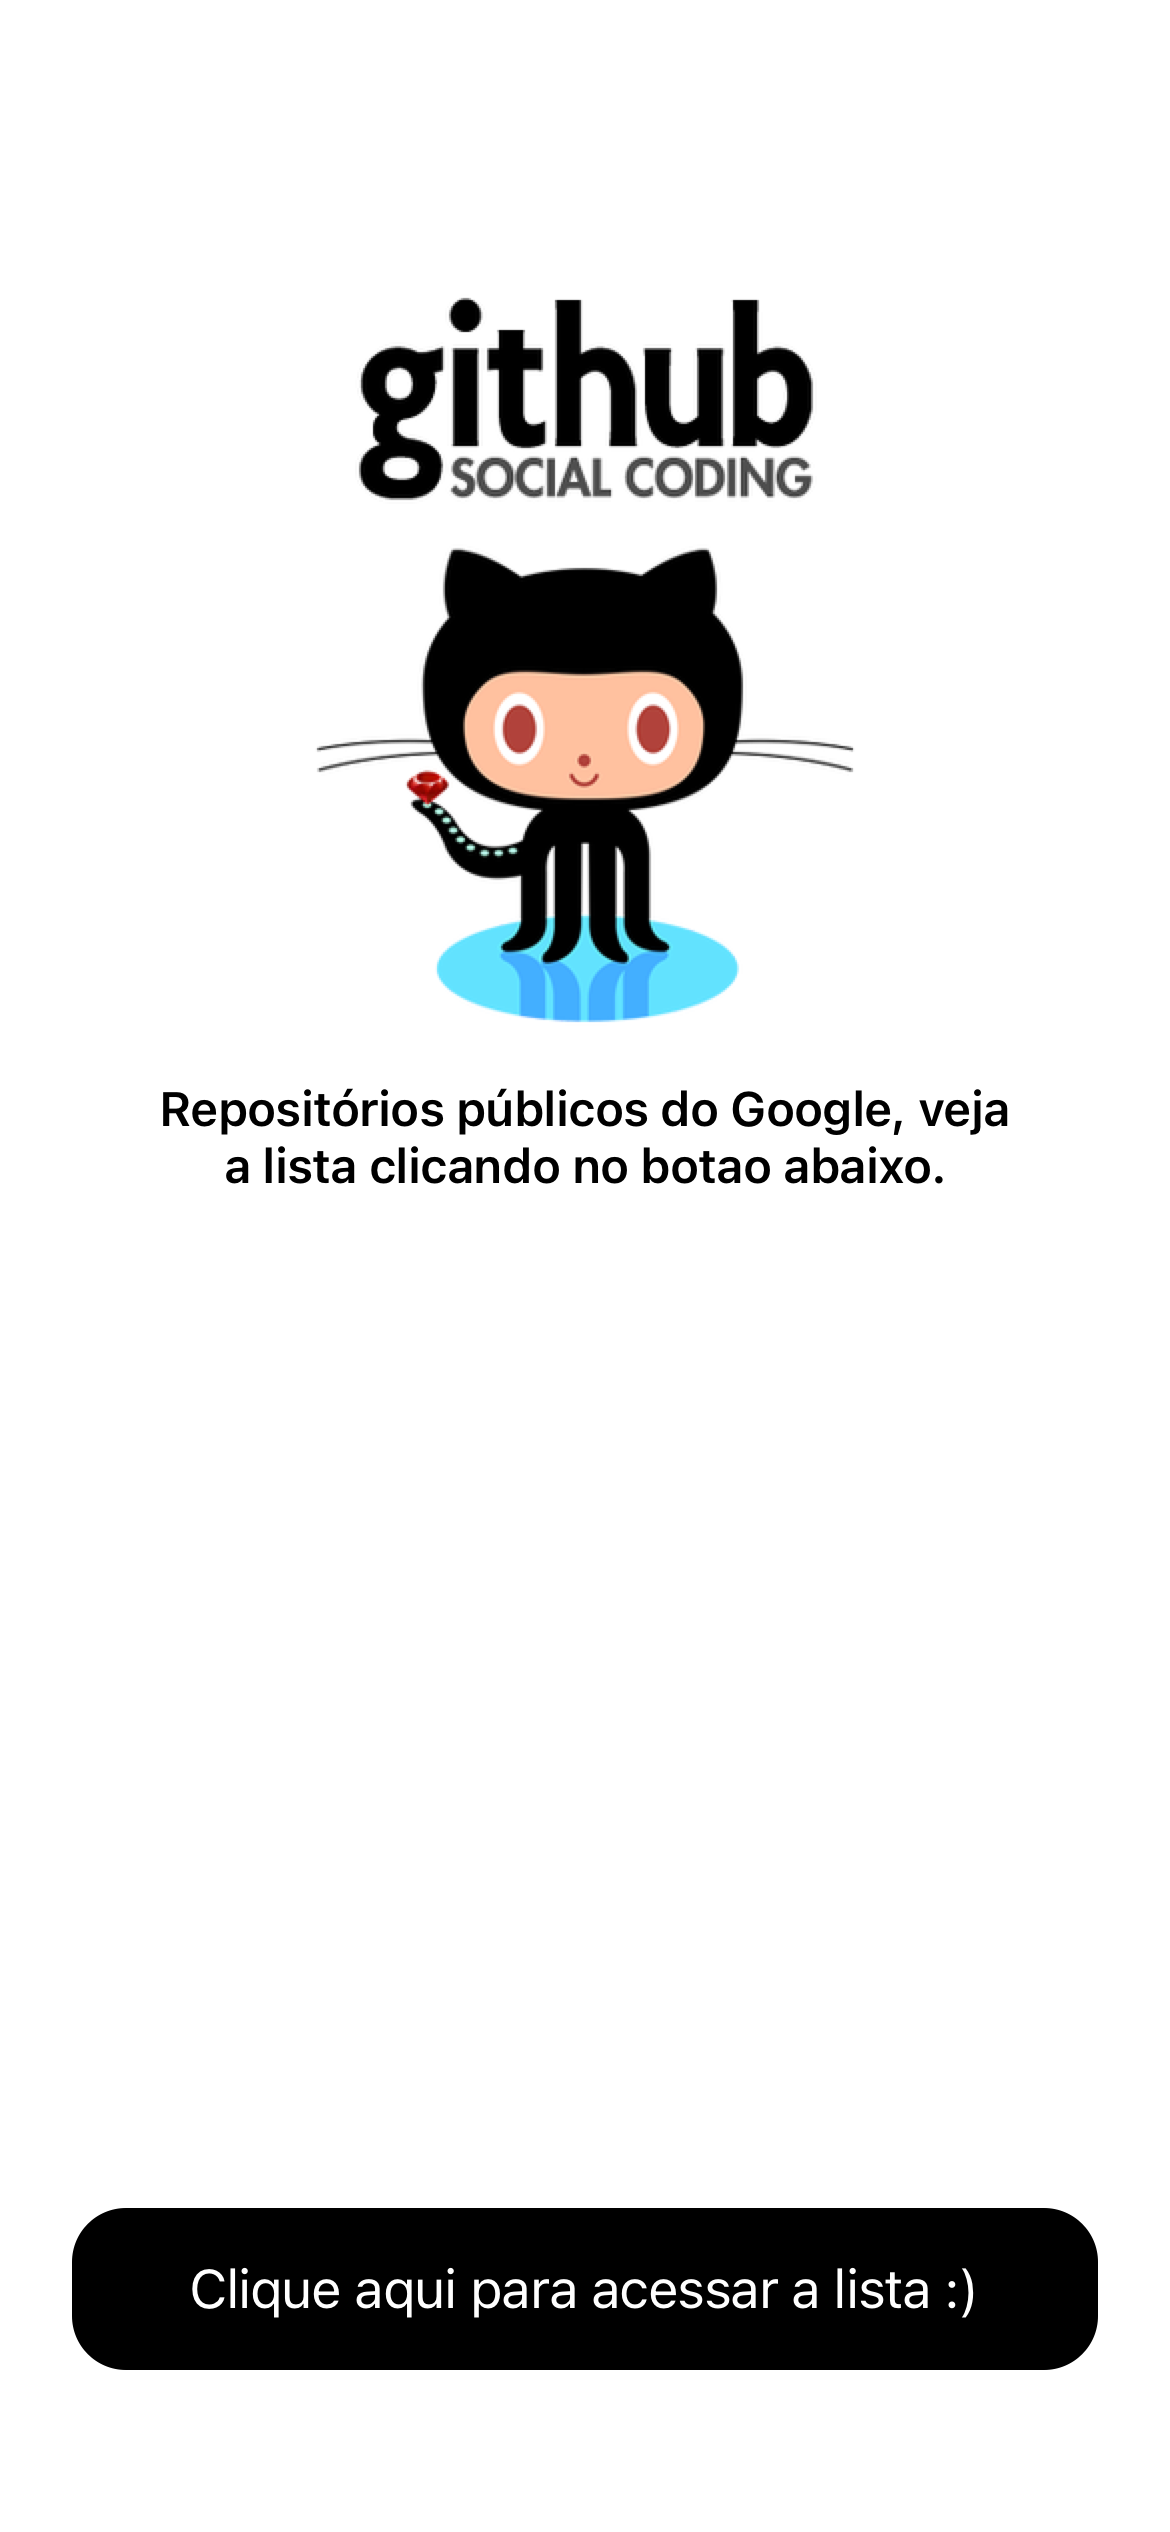 github
SOCIAL CODING
Repositórios públicos do Google, veja
a lista clicando no botao abaixo.
Clique aqui para acessar a lista :)